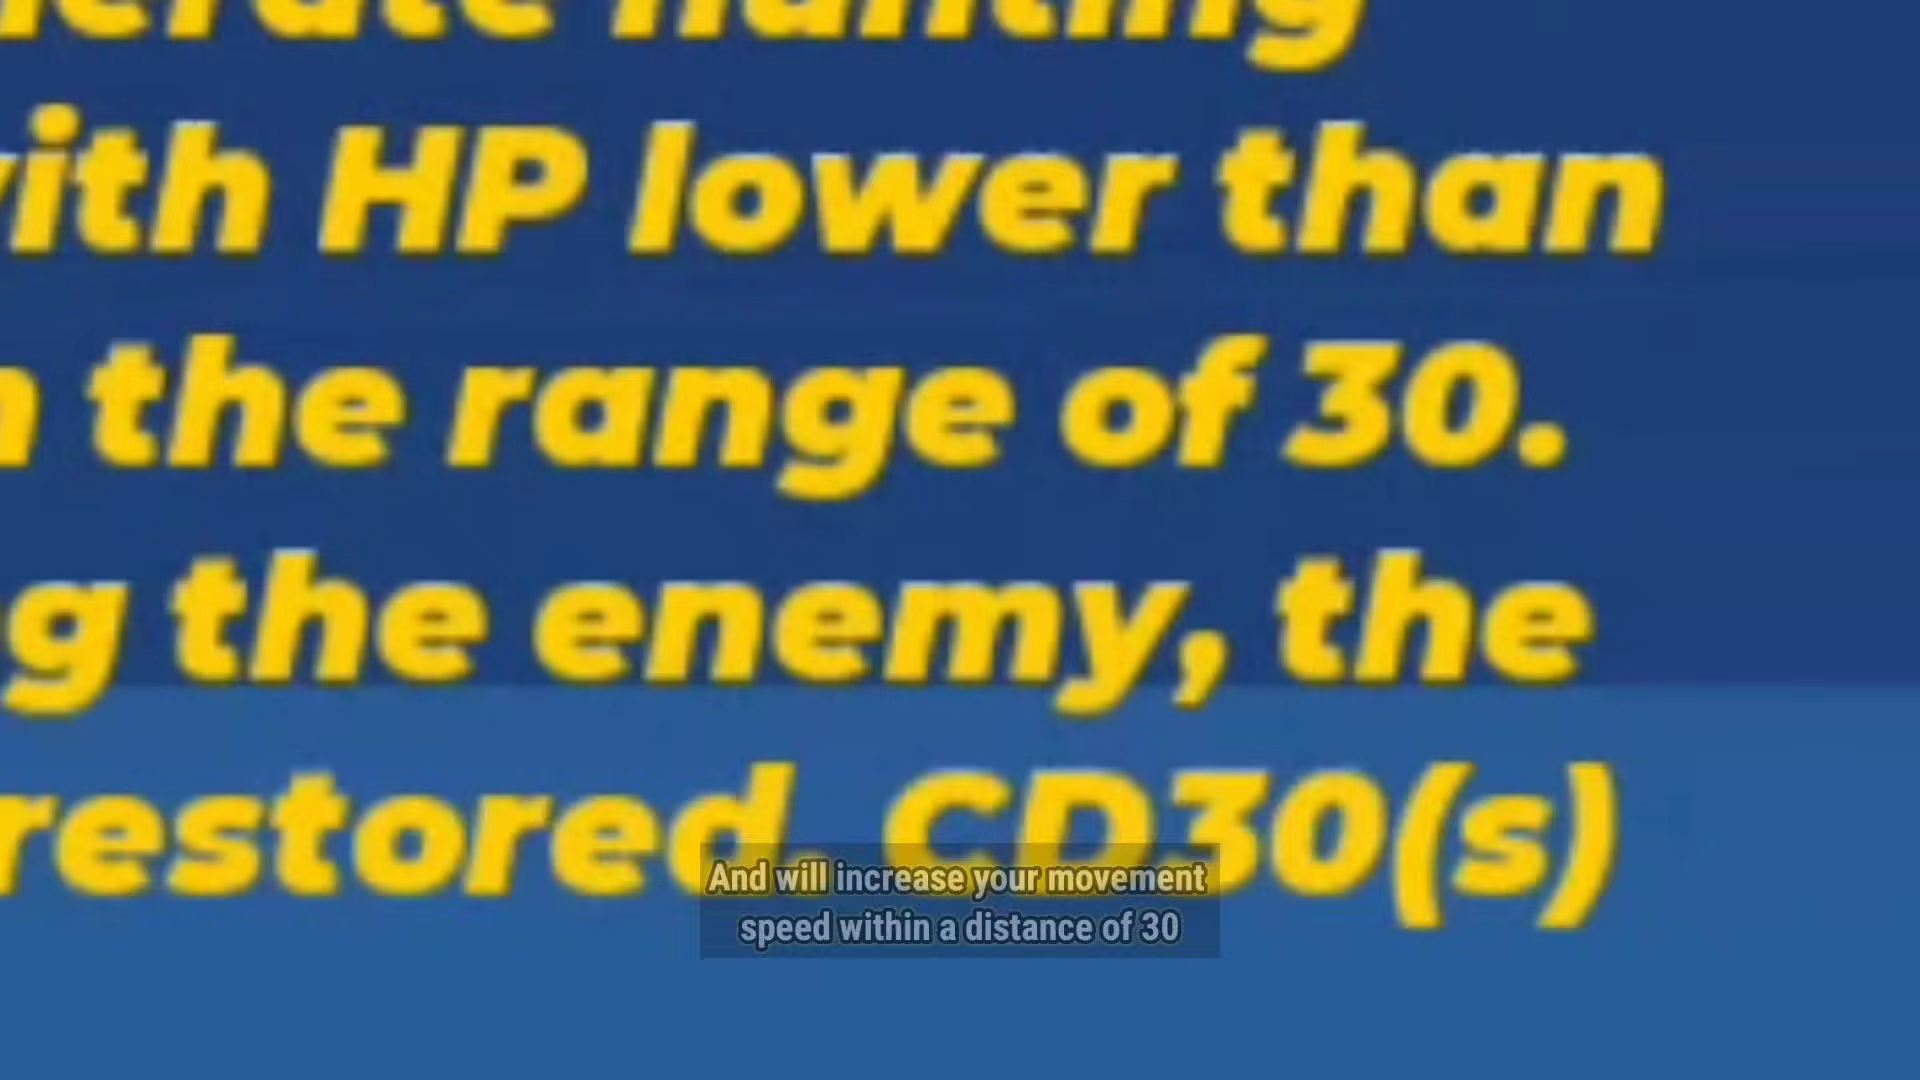 hunting
with HP lower than
the range of 30.
the enemy, the
restored. CD30(s)
And will increase your movement
speed within a distance of 30